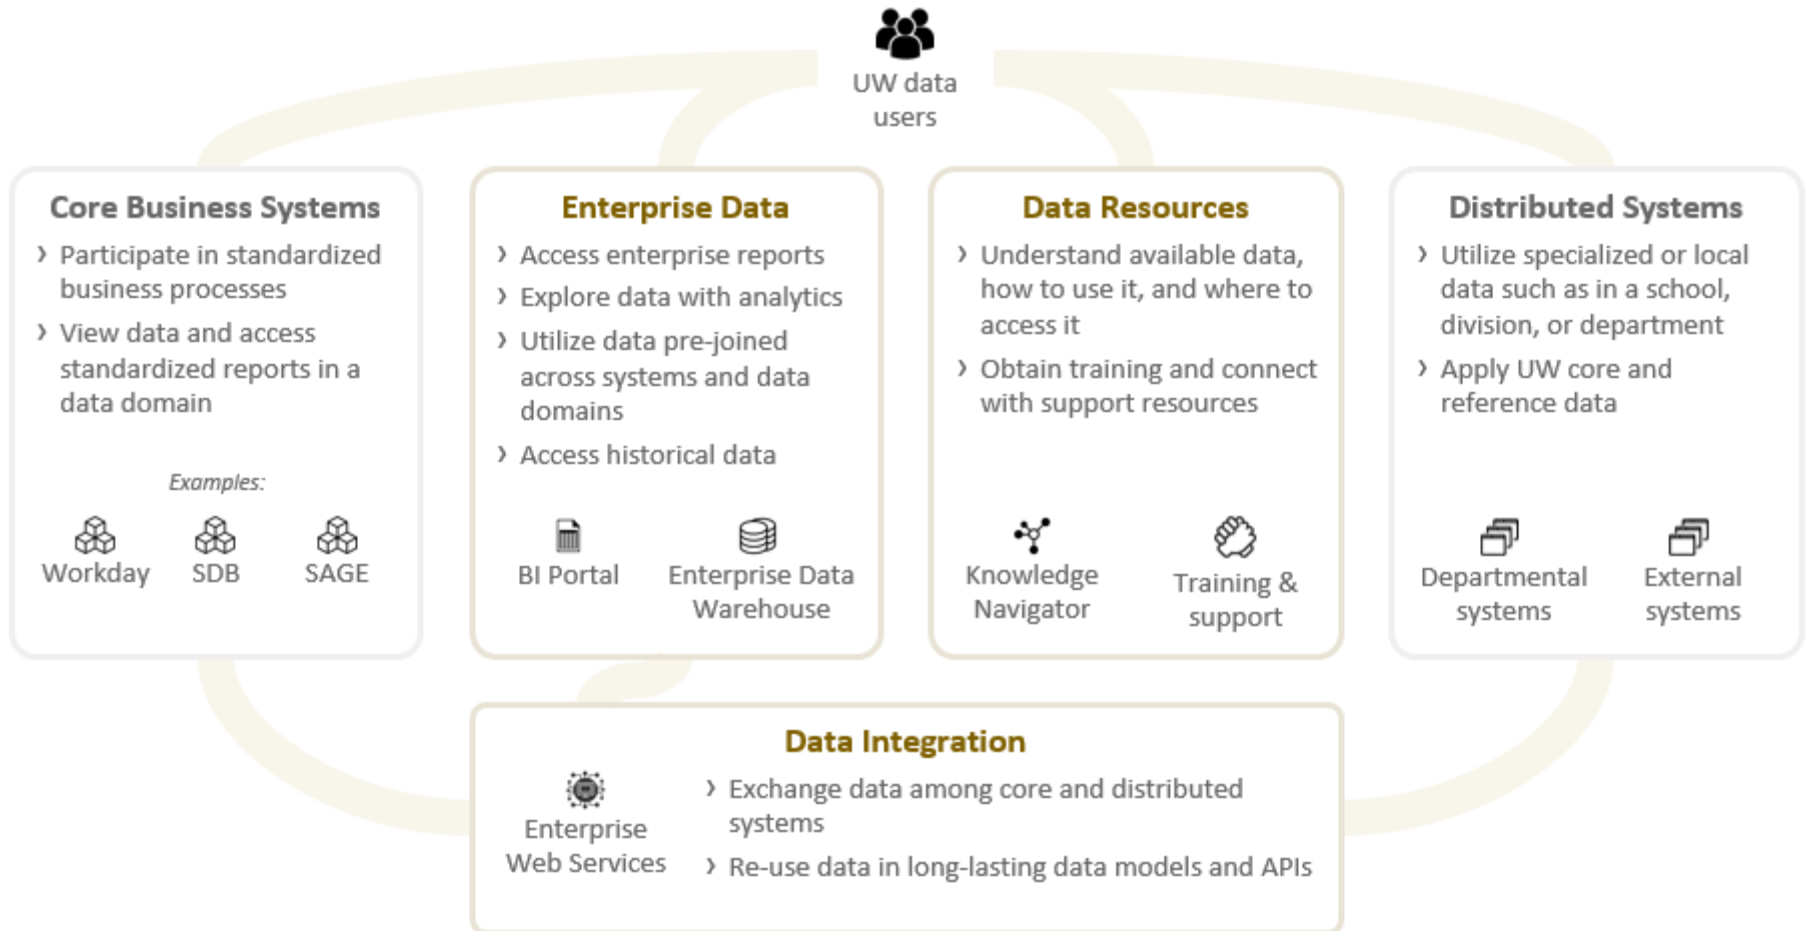 UW data
users
Core Business Systems
› Participate in standardized
business processes
› View data and access
standardized reports in a
data domain
Examples:
Workday
SDB
SAGE
Enterprise Data
› Access enterprise reports
› Explore data with analytics
› Utilize data pre-joined
across systems and data
domains
› Access historical data
BI Portal
Enterprise Data
Warehouse
Data Resources
› Understand available data,
how to use it, and where to
access it
› Obtain training and connect
with support resources
Knowledge
Navigator
Training &
support
Distributed Systems
› Utilize specialized or local
data such as in a school,
division, or department
› Apply UW core and
reference data
Departmental
systems
External
systems
Data Integration
Enterprise
Web Services
› Exchange data among core and distributed
systems
› Re-use data in long-lasting data models and APIs